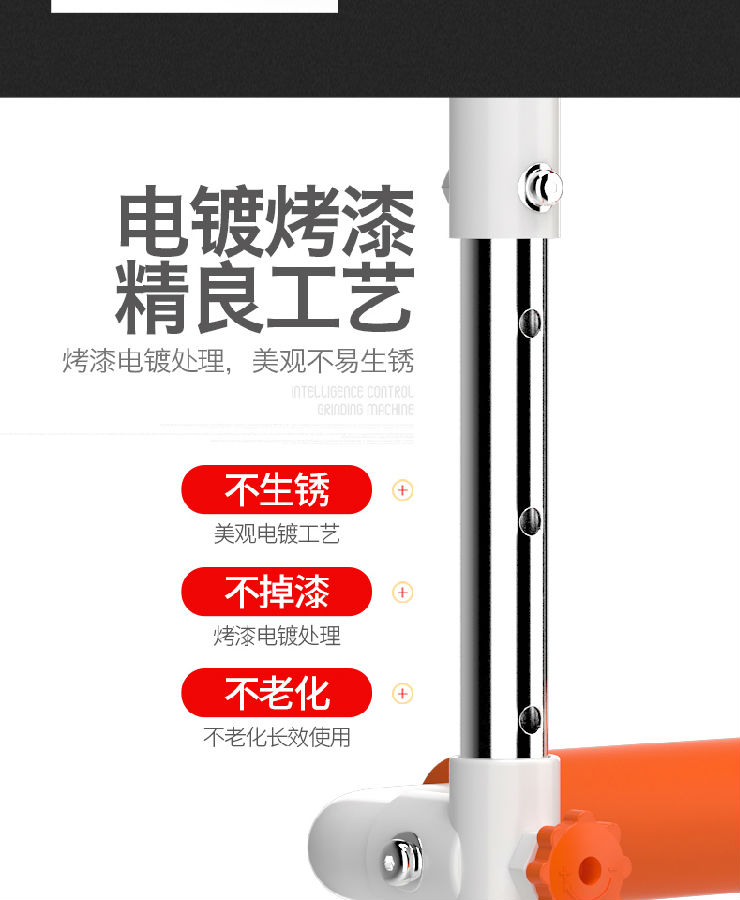 电镀烤漆
精良工艺
烤漆电镀处理，美观不易生锈
INTELLIGENCE CONTROL
GRINDING MACHINE
不生锈
美观电镀工艺
不掉漆
烤漆电镀处理
不老化
不老化长效使用